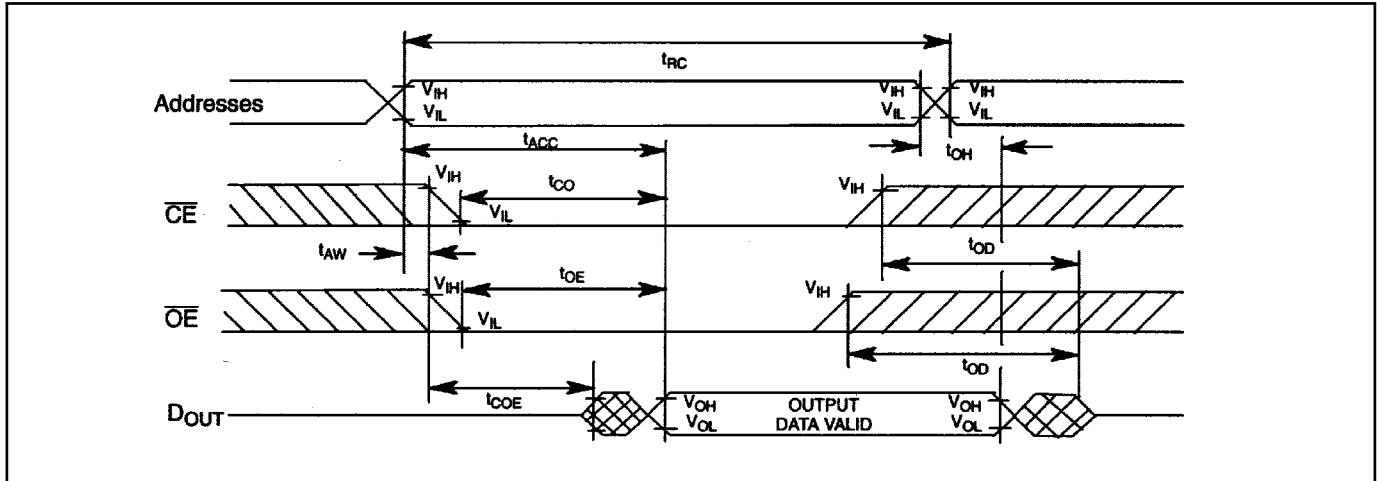 tRC
Addresses
VIH VIH VIH
VIL VIL VIL
tACC
tOH
VIH tCO VIH
CE
VIL
tAW
tOD
VIH tOE VIH
OE
VIL
tOD
tCOE
DOUT
VOH OUTPUT VOH
VOL DATA VALID VOL